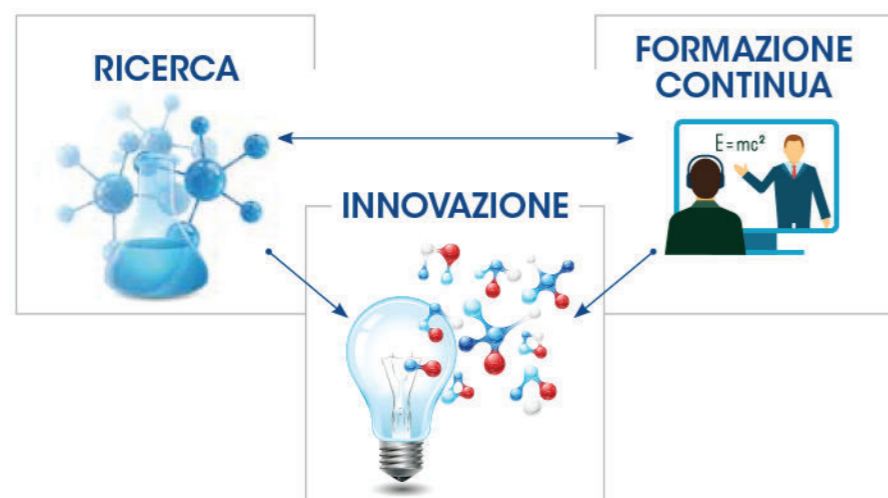 RICERCA
FORMAZIONE
CONTINUA
E=mc²
INNOVAZIONE